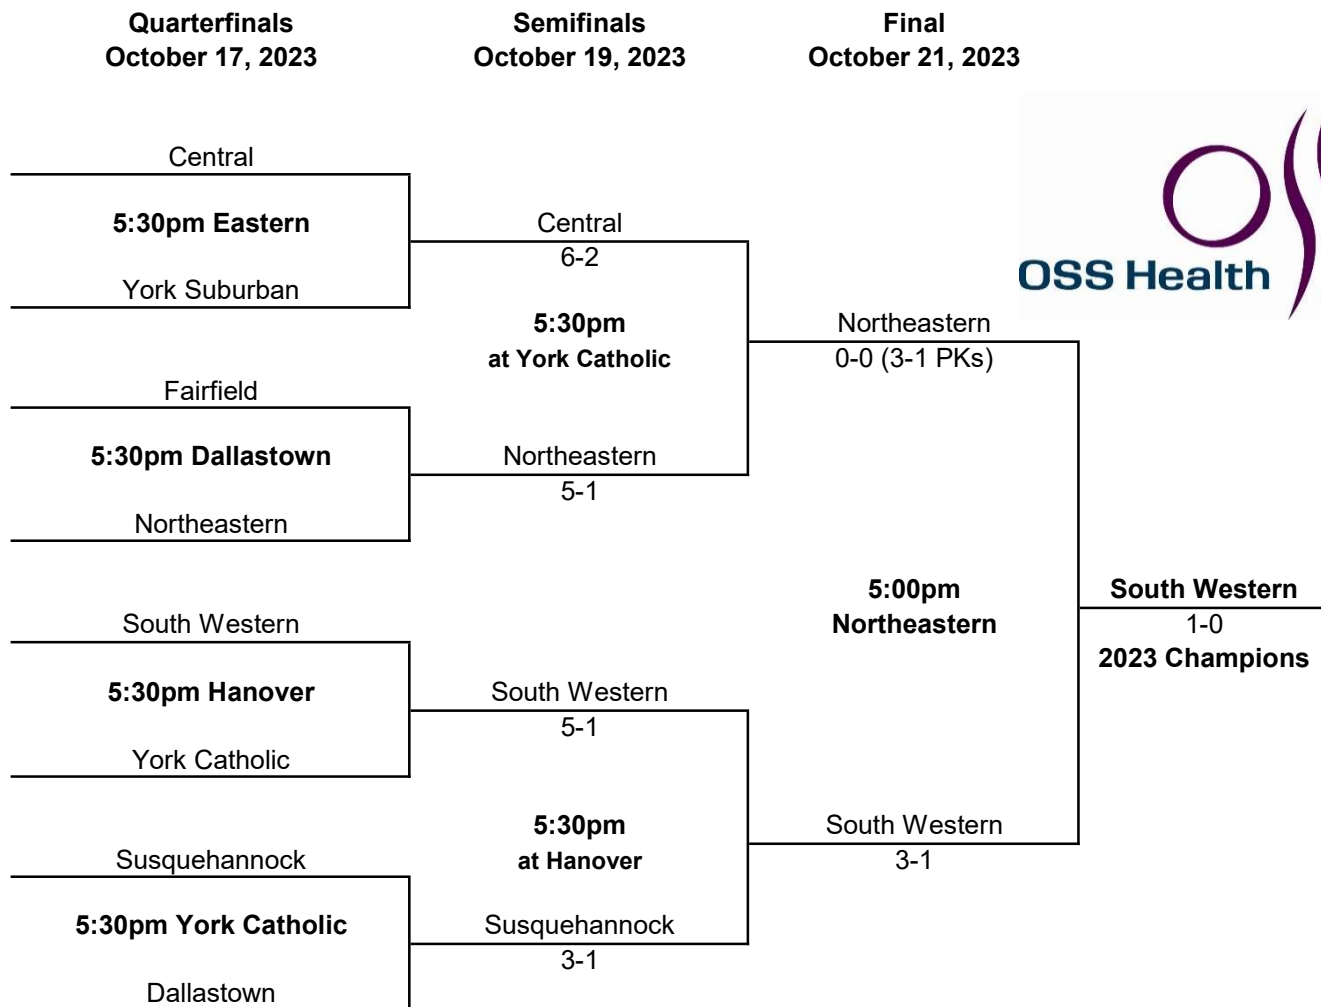 Quarterfinals
October 17, 2023
Semifinals
October 19, 2023
Final
October 21, 2023
OSS Health
Central
5:30pm Eastern
York Suburban
Fairfield
5:30pm Dallastown
Northeastern
South Western
5:30pm Hanover
York Catholic
Susquehannock
5:30pm York Catholic
Dallastown
Central
6-2
5:30pm
at York Catholic
Northeastern
5-1
South Western
5-1
5:30pm
at Hanover
Susquehannock
3-1
Northeastern
0-0 (3-1 PKs)
5:00pm
Northeastern
South Western
3-1
South Western
1-0
2023 Champions